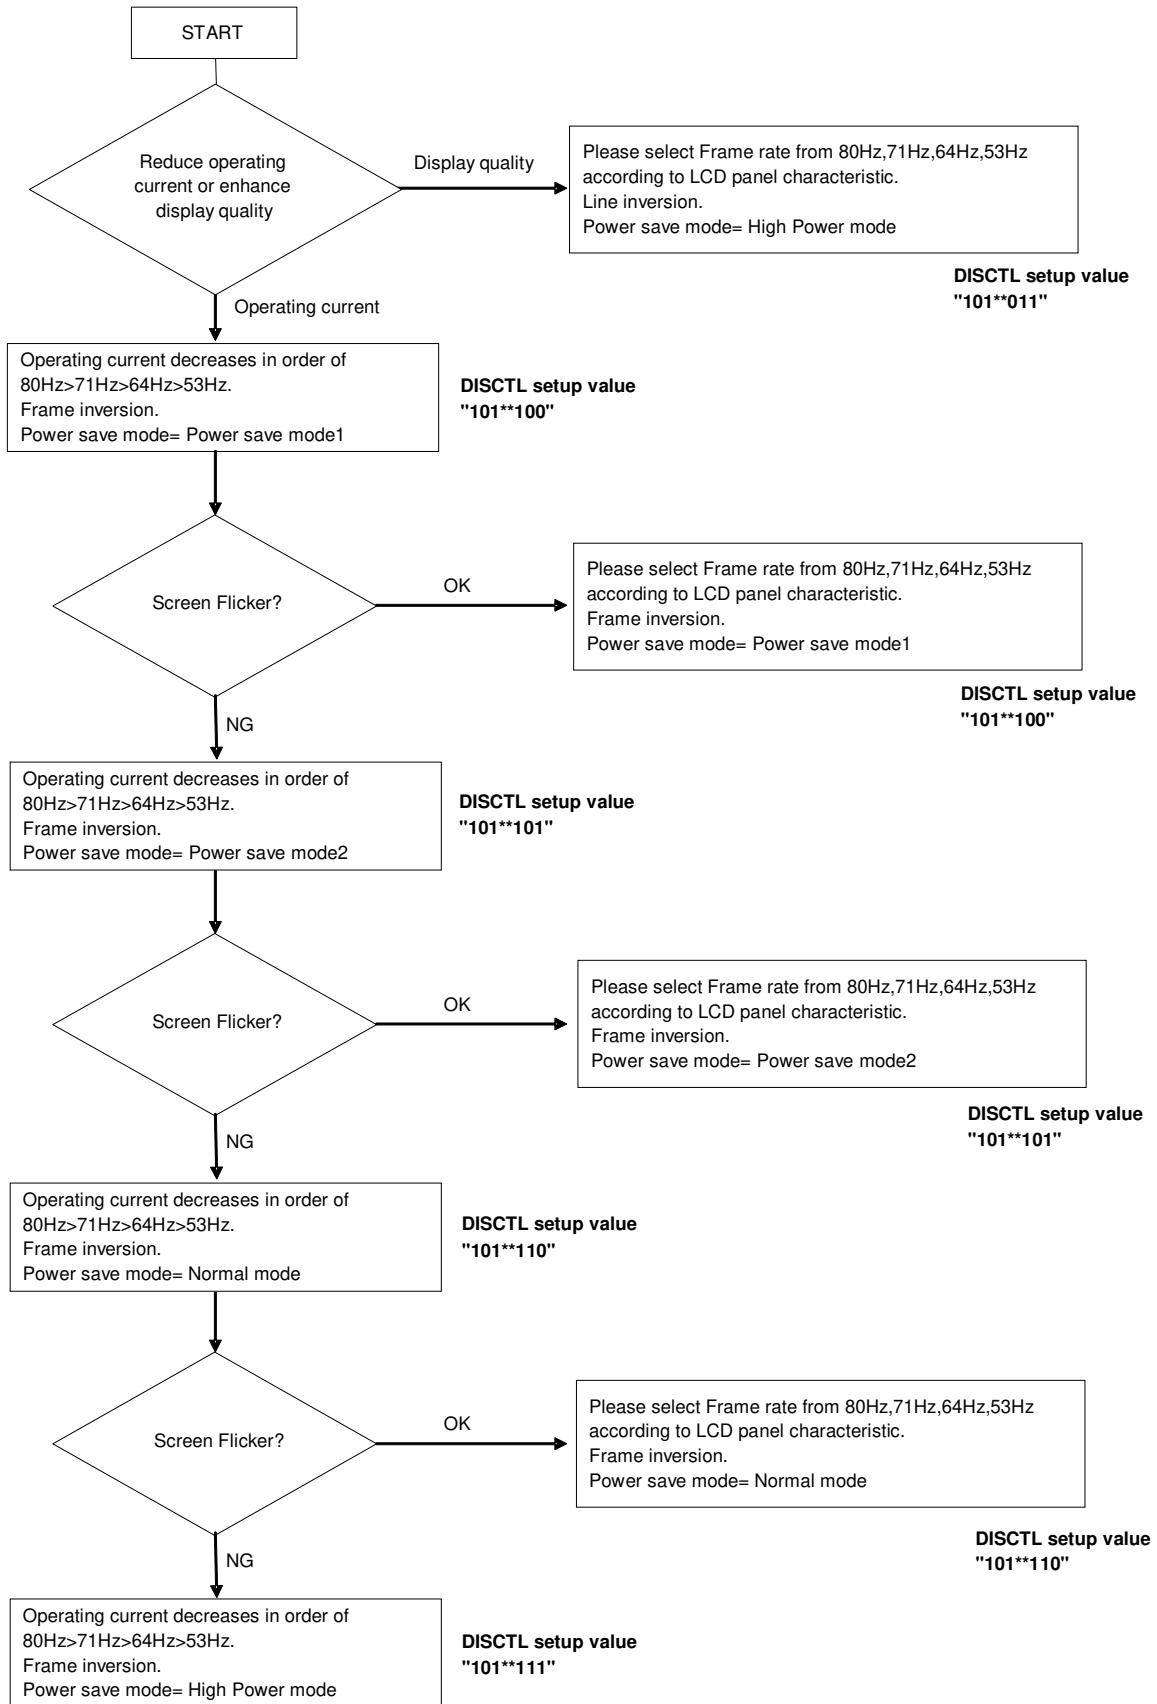 START
Reduce operating
current or enhance
display quality
Display quality
Please select Frame rate from 80Hz,71Hz,64Hz,53Hz
according to LCD panel characteristic.
Line inversion.
Power save mode= High Power mode
DISCTL setup value
"101**011"
Operating current
Operating current decreases in order of
80Hz>71Hz>64Hz>53Hz.
Frame inversion.
Power save mode= Power save mode1
DISCTL setup value
"101**100"
Screen Flicker?
OK
Please select Frame rate from 80Hz,71Hz,64Hz,53Hz
according to LCD panel characteristic.
Frame inversion.
Power save mode= Power save mode1
DISCTL setup value
"101**100"
NG
Operating current decreases in order of
80Hz>71Hz>64Hz>53Hz.
Frame inversion.
Power save mode= Power save mode2
DISCTL setup value
"101**101"
Screen Flicker?
OK
Please select Frame rate from 80Hz,71Hz,64Hz,53Hz
according to LCD panel characteristic.
Frame inversion.
Power save mode= Power save mode2
DISCTL setup value
"101**101"
NG
Operating current decreases in order of
80Hz>71Hz>64Hz>53Hz.
Frame inversion.
Power save mode= Normal mode
DISCTL setup value
"101**110"
Screen Flicker?
OK
Please select Frame rate from 80Hz,71Hz,64Hz,53Hz
according to LCD panel characteristic.
Frame inversion.
Power save mode= Normal mode
DISCTL setup value
"101**110"
NG
Operating current decreases in order of
80Hz>71Hz>64Hz>53Hz.
Frame inversion.
Power save mode= High Power mode
DISCTL setup value
"101**111"